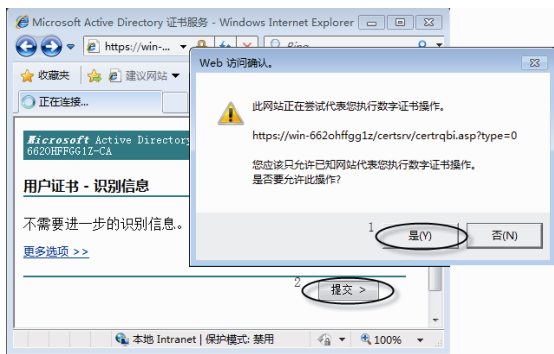 Microsoft Active Directory 证书服务 - Windows Internet Explorer
https://win-...
Bing
收藏夹
建议网站
正在连接...
Microsoft Active Directory
662OHFFGG1Z-CA
用户证书 - 识别信息
不需要进一步的识别信息。
更多选项 >>
2
提交 >
本地 Intranet | 保护模式: 禁用
100%
Web 访问确认。
此网站正在尝试代表您执行数字证书操作。
https://win-662ohffgg1z/certsrv/certrqbi.asp?type=0
您应该只允许已知网站代表您执行数字证书操作。
是否要允许此操作?
1
是(Y)
否(N)